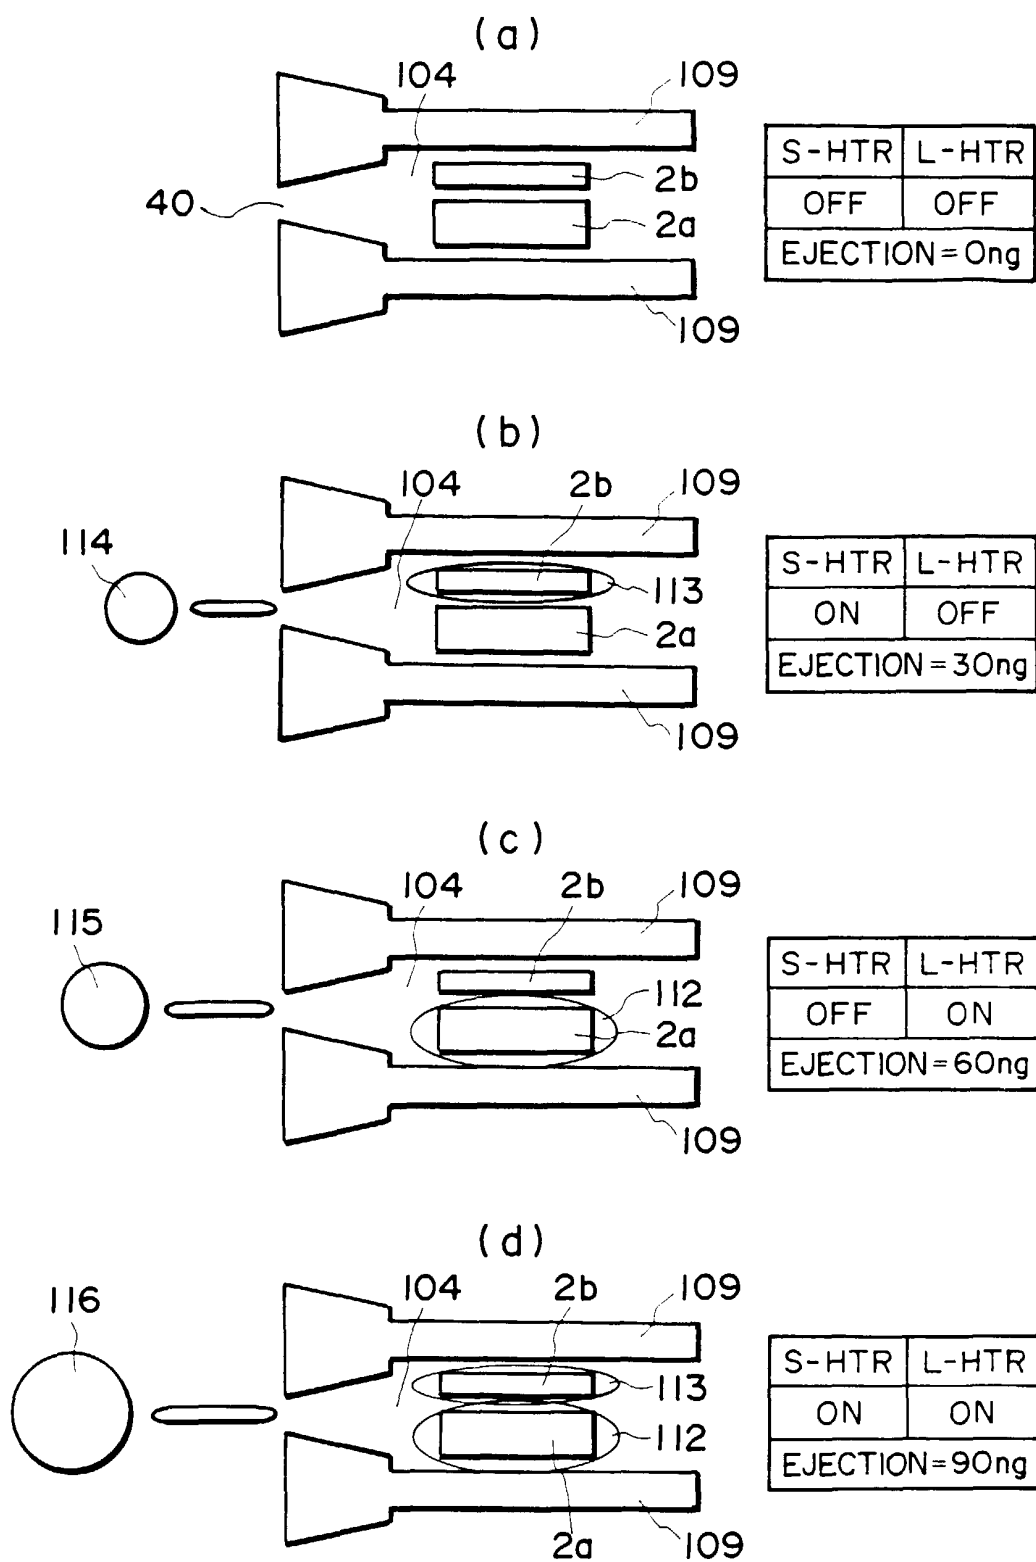 (a)
104
109
S-HTR L-HTR
2b
40
OFF OFF
2a
EJECTION=0ng
109
(b)
104
2b
109
114
S-HTR L-HTR
113
ON OFF
2a
EJECTION=30ng
109
(c)
104
2b
109
115
S-HTR L-HTR
112
OFF ON
2a
EJECTION=60ng
109
(d)
104
2b
109
116
S-HTR L-HTR
113
ON ON
112
EJECTION=90ng
109
2a